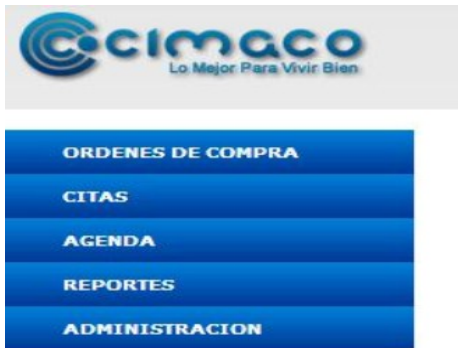 cimaco
Lo Mejor Para Vivir Bien
ORDENES DE COMPRA
CITAS
AGENDA
REPORTES
ADMINISTRACION